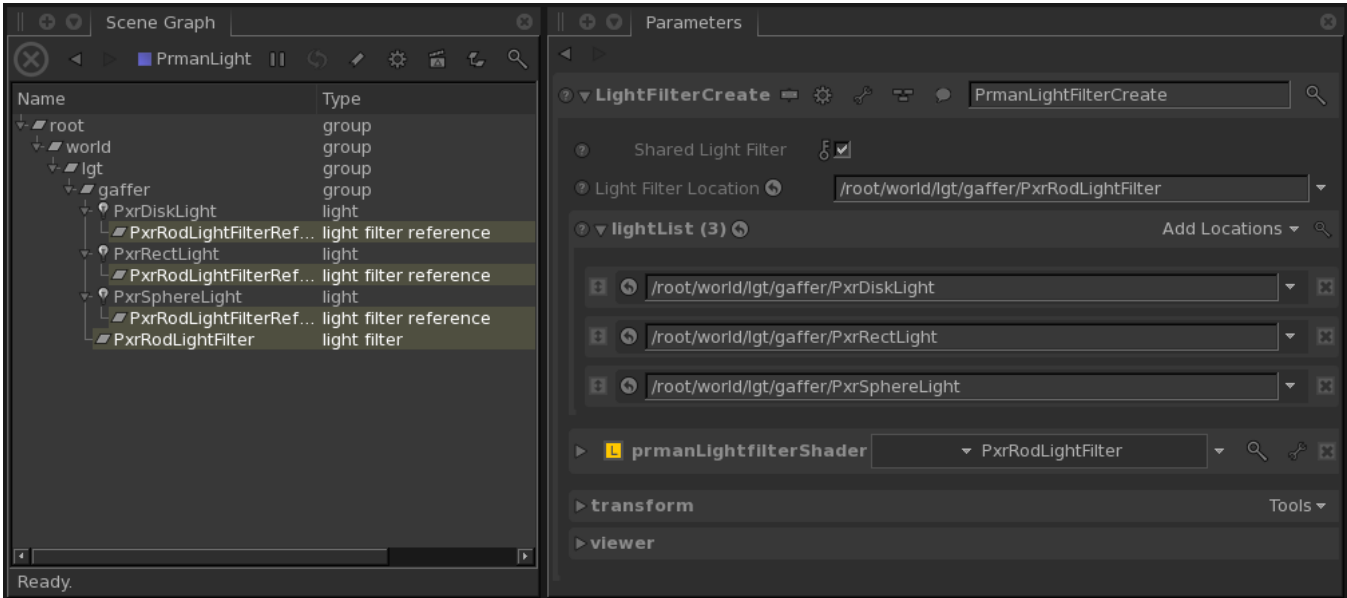 Scene Graph
PrmanLight
Name Type
root group
world group
lgt group
gaffer group
PxrDiskLight light
PxrRodLightFilterRef... light filter reference
PxrRectLight light
PxrRodLightFilterRef... light filter reference
PxrSphereLight light
PxrRodLightFilterRef... light filter reference
PxrRodLightFilter light filter
Ready.
Parameters
LightFilterCreate PrmanLightFilterCreate
Shared Light Filter
Light Filter Location /root/world/lgt/gaffer/PxrRodLightFilter
lightList (3) Add Locations
/root/world/lgt/gaffer/PxrDiskLight
/root/world/lgt/gaffer/PxrRectLight
/root/world/lgt/gaffer/PxrSphereLight
L prmanLightfilterShader PxrRodLightFilter
transform Tools
viewer